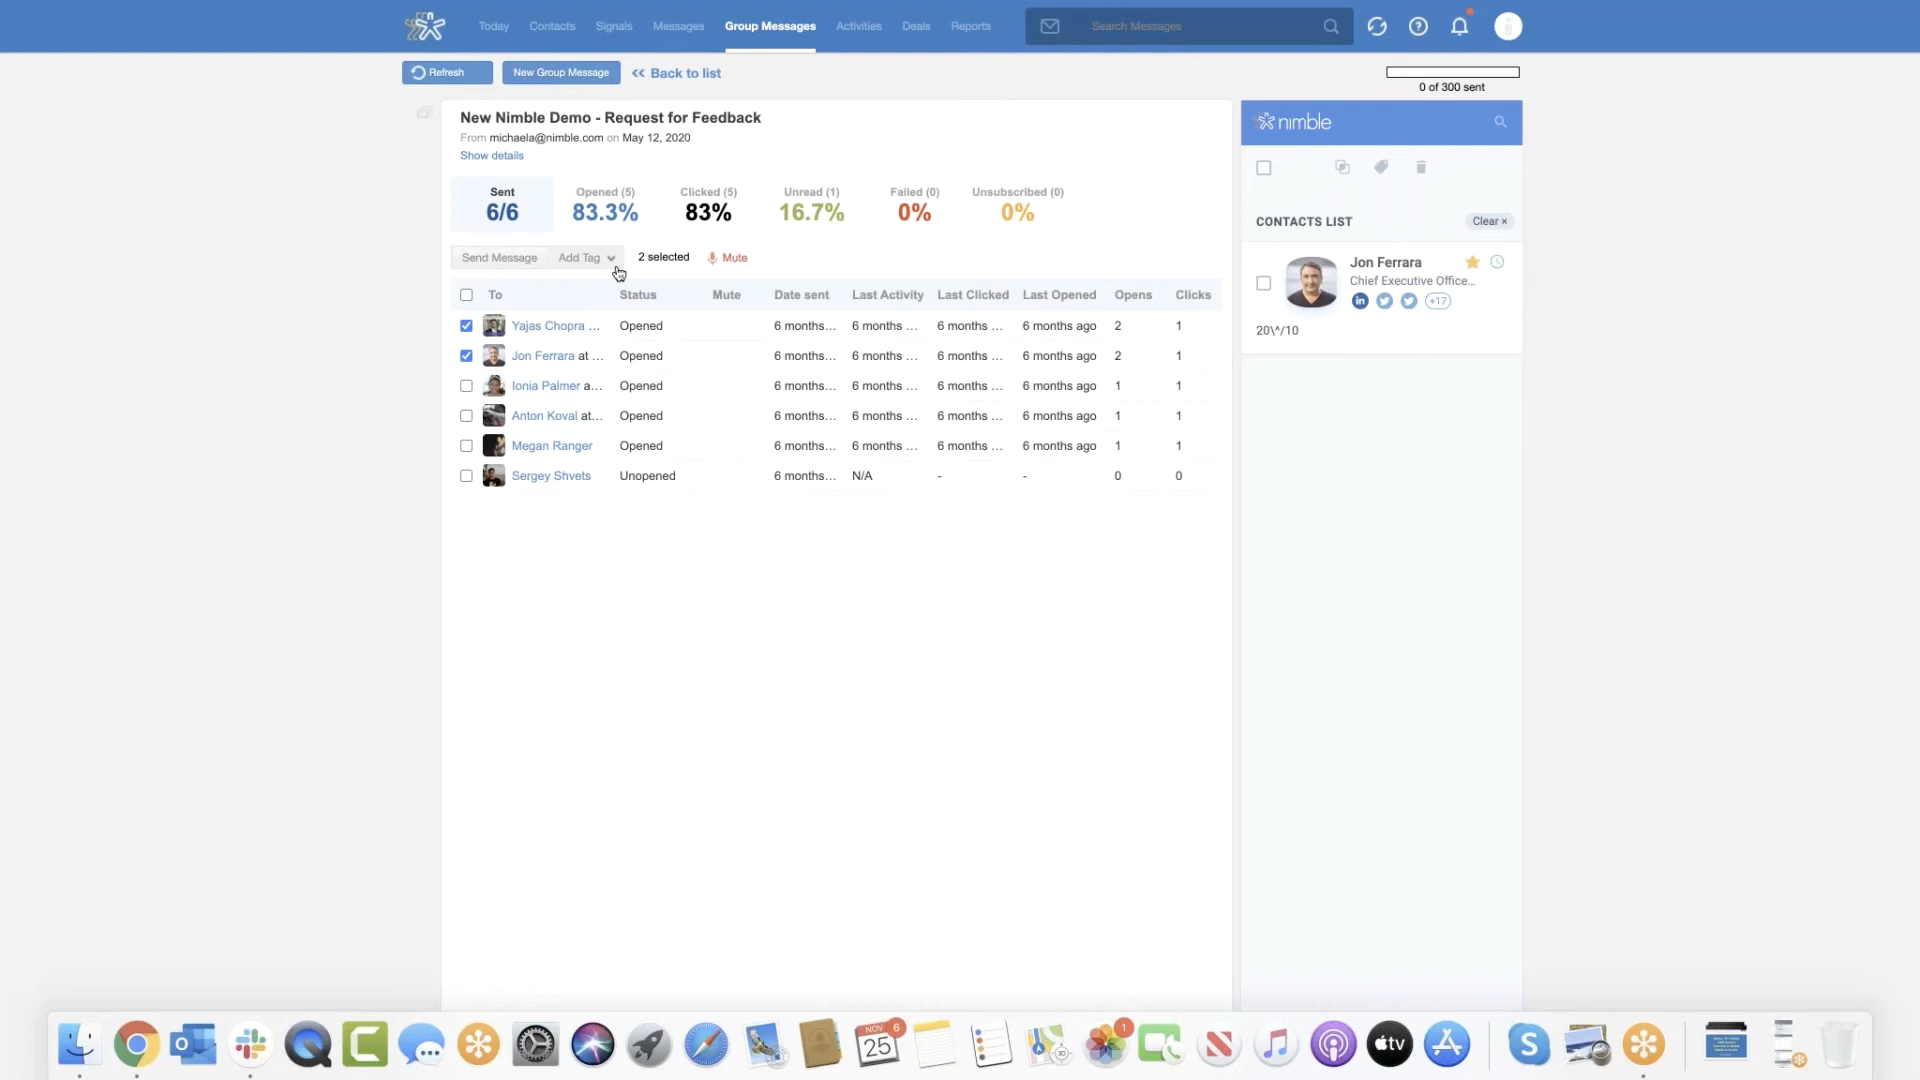 Today Contacts Signals Messages Group Messages Activities Deals Reports Search Messages
Refresh New Group Message << Back to list
0 of 300 sent
New Nimble Demo - Request for Feedback
From michaela@nimble.com on May 12, 2020
Show details
Sent Opened (5) Clicked (5) Unread (1) Failed (0) Unsubscribed (0)
6/6 83.3% 83% 16.7% 0% 0%
Send Message Add Tag 2 selected Mute
To Status Mute Date sent Last Activity Last Clicked Last Opened Opens Clicks
Yajas Chopra ... Opened 6 months... 6 months ... 6 months ... 6 months ago 2 1
Jon Ferrara at ... Opened 6 months... 6 months ... 6 months ... 6 months ago 2 1
Ionia Palmer a... Opened 6 months... 6 months ... 6 months ... 6 months ago 1 1
Anton Koval at... Opened 6 months... 6 months ... 6 months ... 6 months ago 1 1
Megan Ranger Opened 6 months... 6 months ... 6 months ... 6 months ago 1 1
Sergey Shvets Unopened 6 months... N/A - - 0 0
nimble
CONTACTS LIST Clear ×
Jon Ferrara
Chief Executive Office...
in +17
20\^/10
NOV 6
25
1
tv
S